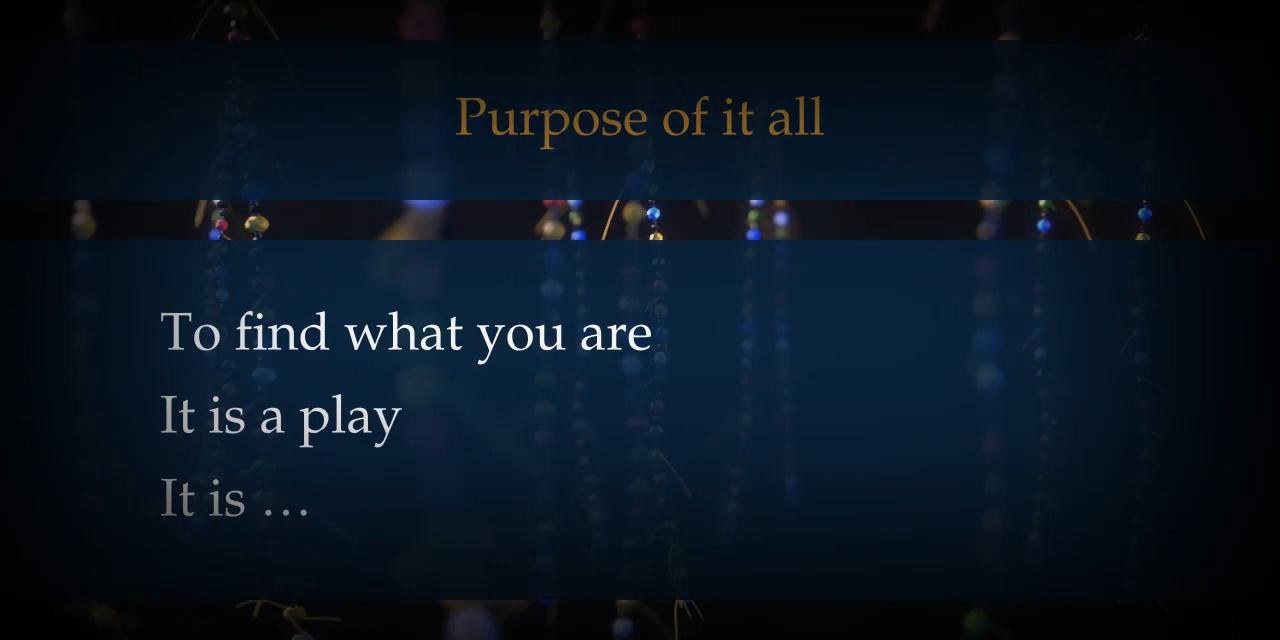 Purpose of it all
To find what you are
It is a play
It is …